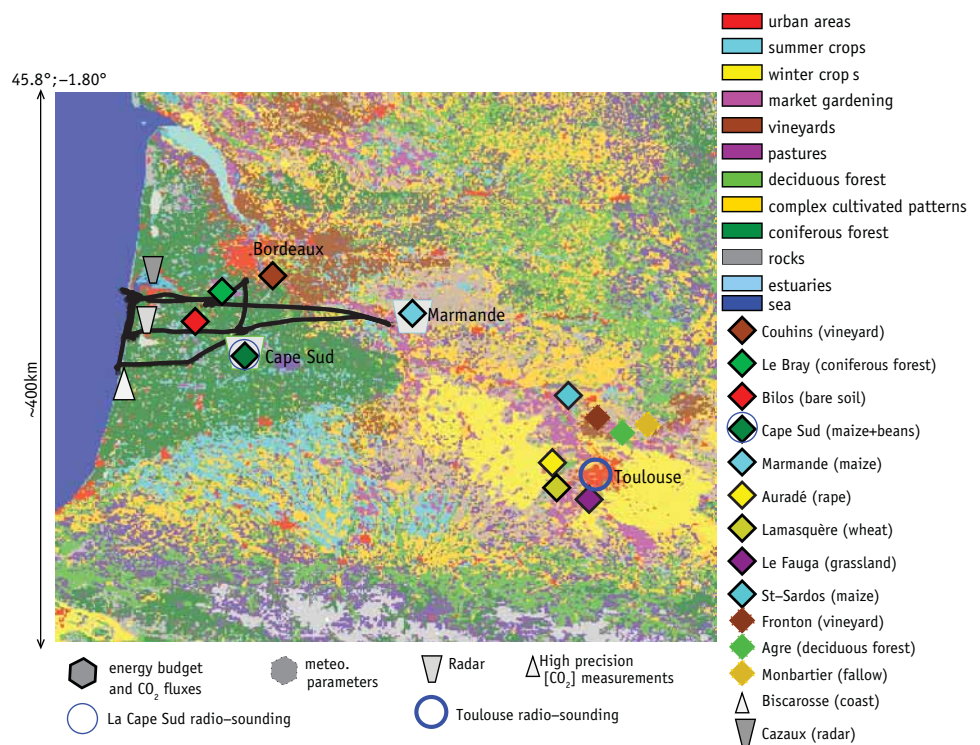 45.8°;−1.80°
~400km
Bordeaux
Marmande
Cape Sud
Toulouse
urban areas
summer crops
winter crop s
market gardening
vineyards
pastures
deciduous forest
complex cultivated patterns
coniferous forest
rocks
estuaries
sea
Couhins (vineyard)
Le Bray (coniferous forest)
Bilos (bare soil)
Cape Sud (maize+beans)
Marmande (maize)
Auradé (rape)
Lamasquère (wheat)
Le Fauga (grassland)
St−Sardos (maize)
Fronton (vineyard)
Agre (deciduous forest)
Monbartier (fallow)
Biscarosse (coast)
Cazaux (radar)
energy budget
and CO₂ fluxes
meteo.
parameters
Radar
High precision
[CO₂] measurements
La Cape Sud radio−sounding
Toulouse radio−sounding